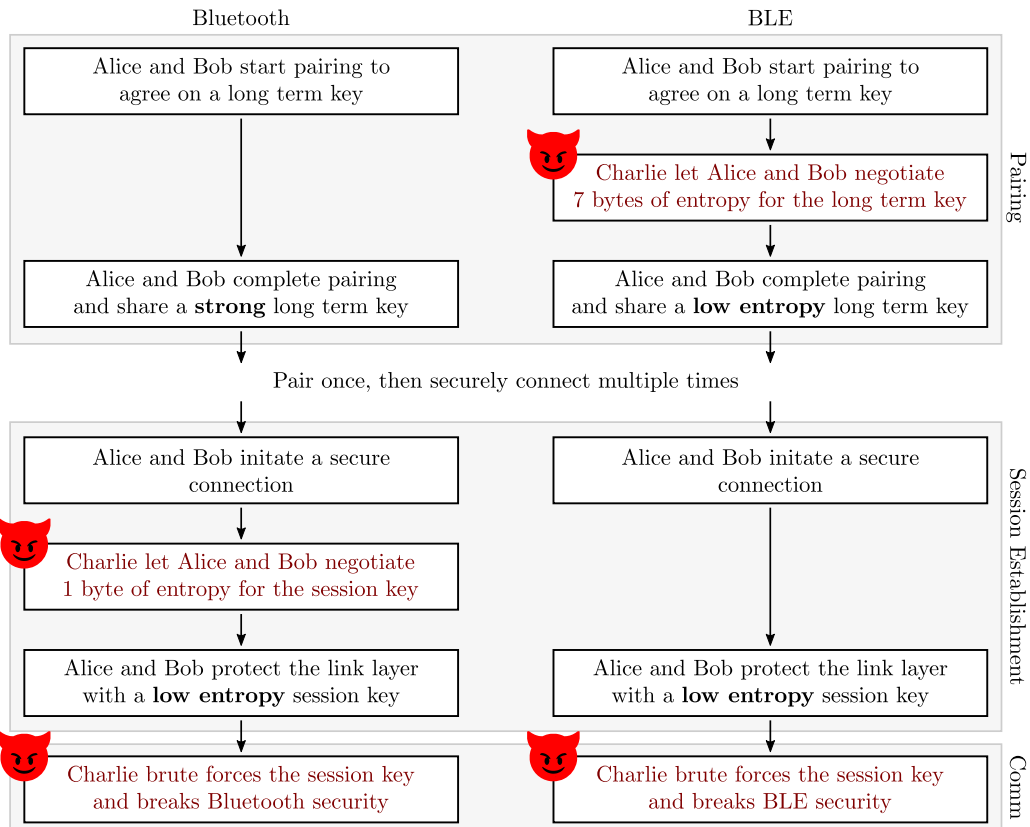 Bluetooth
BLE
Alice and Bob start pairing to
agree on a long term key
Alice and Bob start pairing to
agree on a long term key
Charlie let Alice and Bob negotiate
7 bytes of entropy for the long term key
Pairing
Alice and Bob complete pairing
and share a strong long term key
Alice and Bob complete pairing
and share a low entropy long term key
Pair once, then securely connect multiple times
Alice and Bob initate a secure
connection
Alice and Bob initate a secure
connection
Session Establishment
Charlie let Alice and Bob negotiate
1 byte of entropy for the session key
Alice and Bob protect the link layer
with a low entropy session key
Alice and Bob protect the link layer
with a low entropy session key
Charlie brute forces the session key
and breaks Bluetooth security
Charlie brute forces the session key
and breaks BLE security
Comm